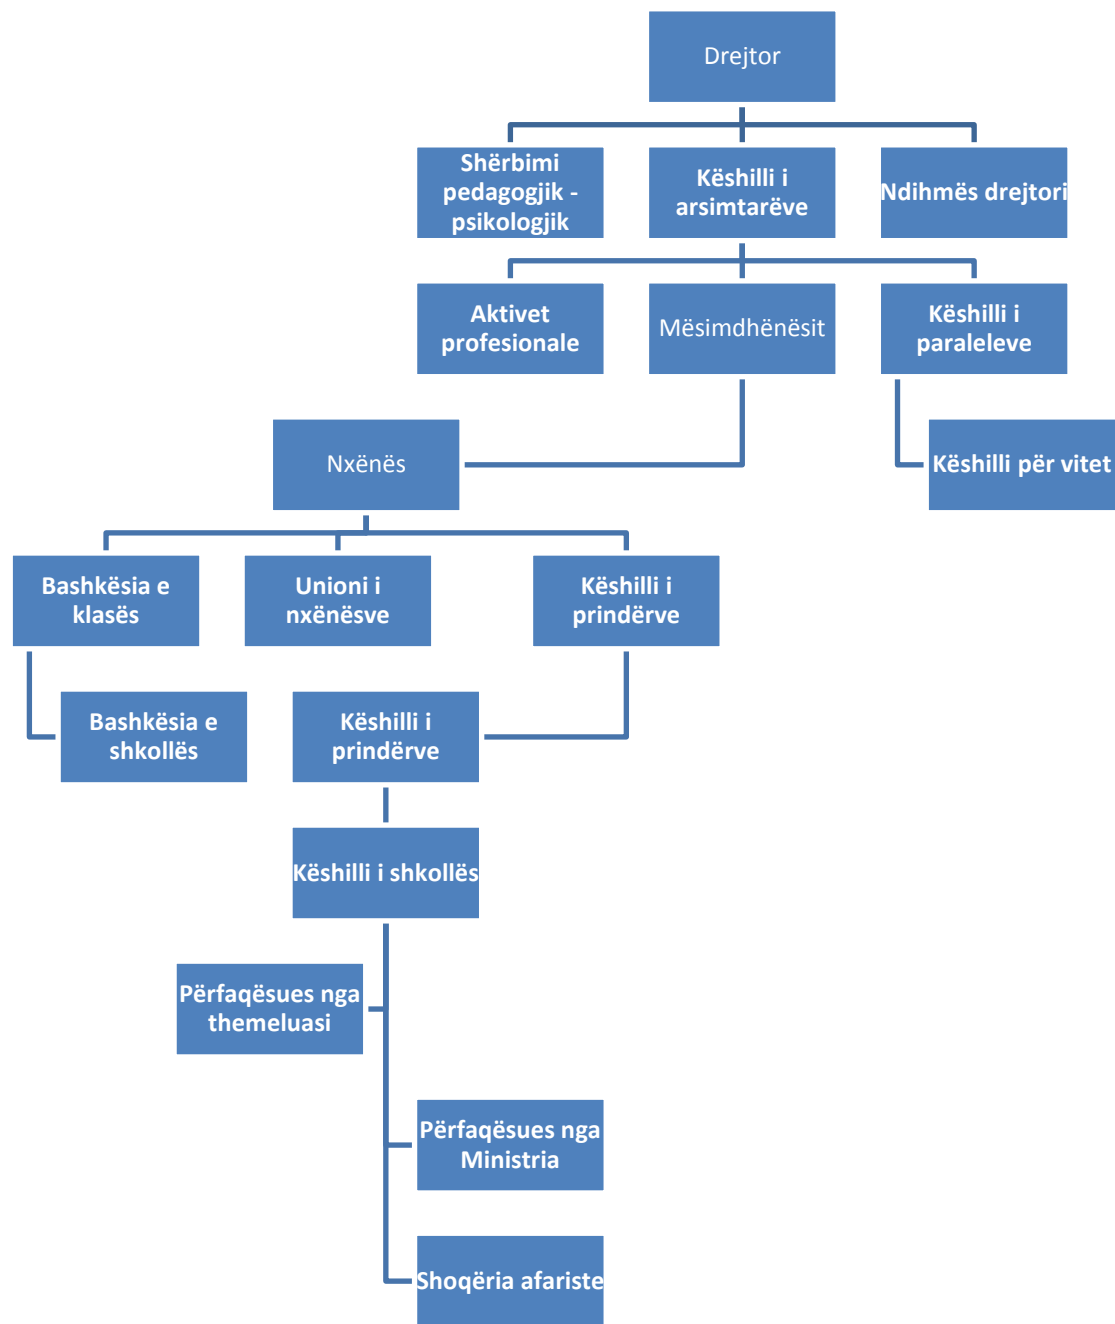 Drejtor
Shërbimi
pedagogjik -
psikologjik
Këshilli i
arsimtarëve
Ndihmës drejtori
Aktivet
profesionale
Mësimdhënësit
Këshilli i
paraleleve
Nxënës
Këshilli për vitet
Bashkësia e
klasës
Unioni i
nxënësve
Këshilli i
prindërve
Bashkësia e
shkollës
Këshilli i
prindërve
Këshilli i shkollës
Përfaqësues nga
themeluasi
Përfaqësues nga
Ministria
Shoqëria afariste